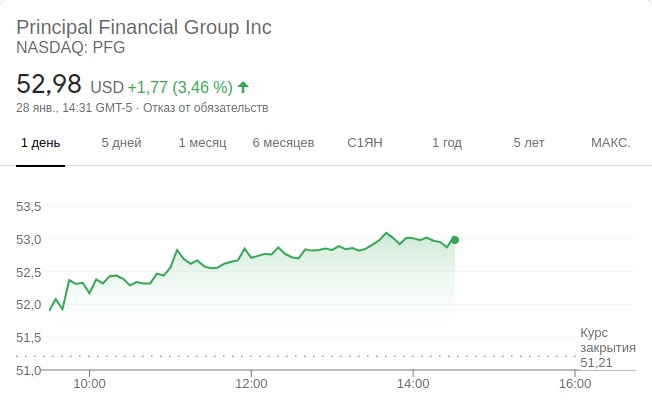 Principal Financial Group Inc
NASDAQ: PFG
52,98 USD +1,77 (3,46 %)
28 янв., 14:31 GMT-5 · Отказ от обязательств
1 день 5 дней 1 месяц 6 месяцев С1ЯН 1 год 5 лет МАКС.
53,5
53,0
52,5
52,0
51,5
Курс
закрытия
51,21
51,0
10:00 12:00 14:00 16:00